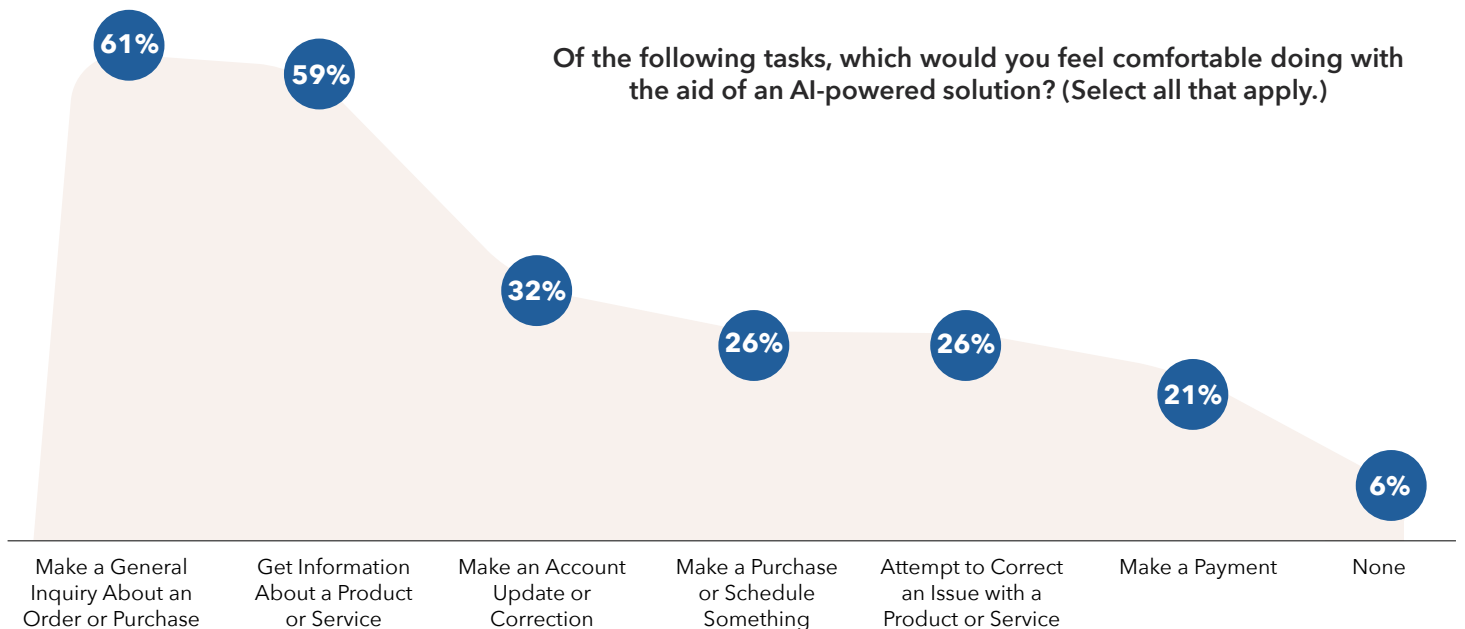 Of the following tasks, which would you feel comfortable doing with
the aid of an AI-powered solution? (Select all that apply.)
61%
59%
32%
26%
26%
21%
6%
Make a General
Inquiry About an
Order or Purchase
Get Information
About a Product
or Service
Make an Account
Update or
Correction
Make a Purchase
or Schedule
Something
Attempt to Correct
an Issue with a
Product or Service
Make a Payment
None